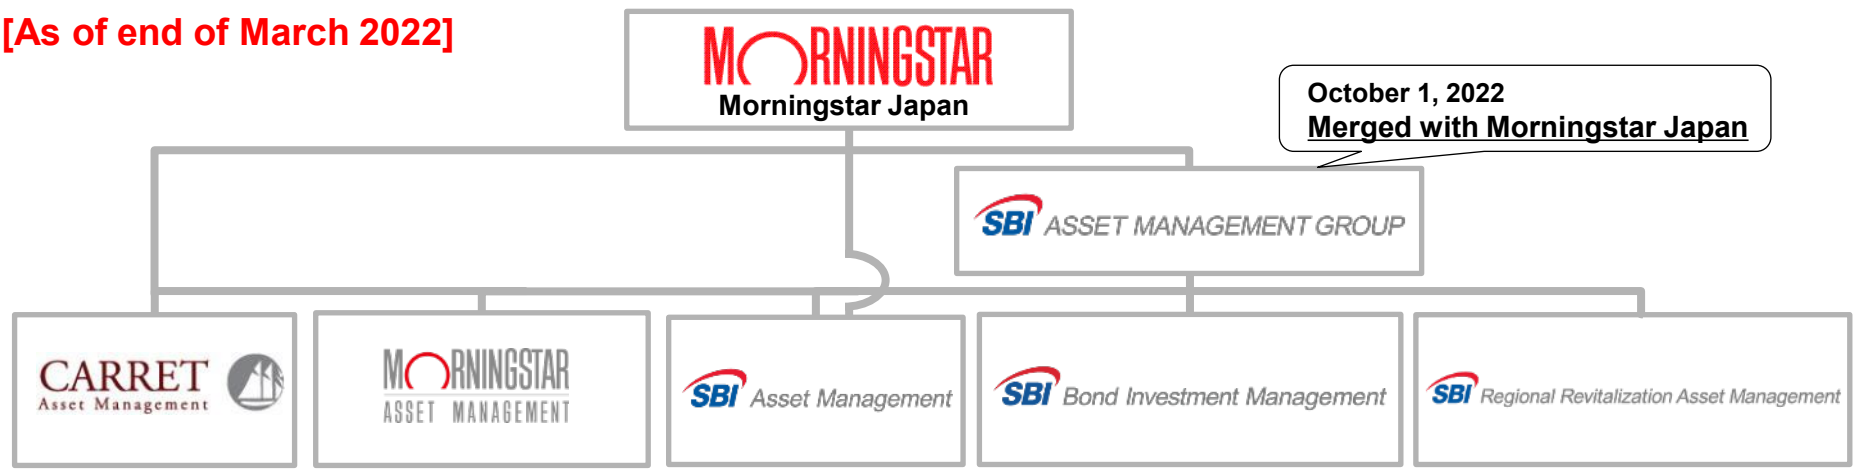 [As of end of March 2022]
MORNINGSTAR
Morningstar Japan
October 1, 2022
Merged with Morningstar Japan
SBI ASSET MANAGEMENT GROUP
CARRET
Asset Management
MORNINGSTAR
ASSET MANAGEMENT
SBI Asset Management
SBI Bond Investment Management
SBI Regional Revitalization Asset Management